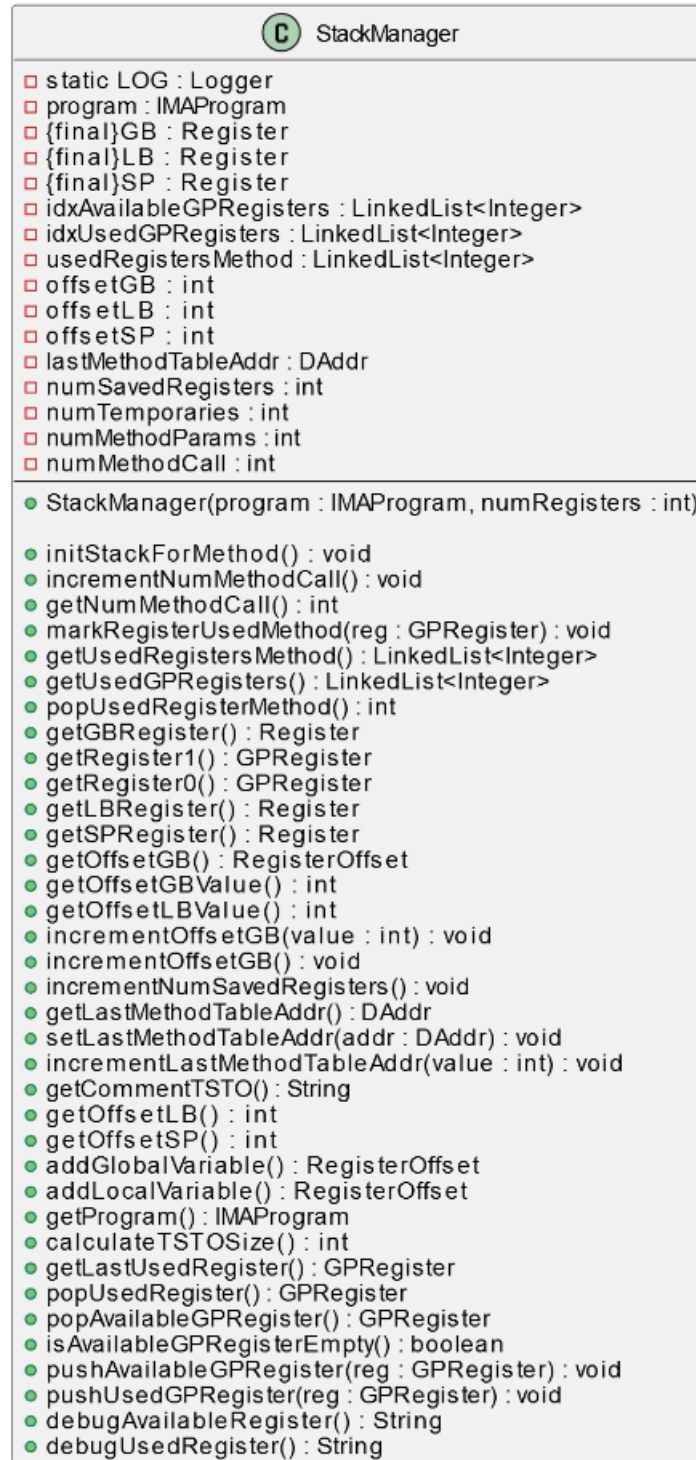 C StackManager
static LOG : Logger
program : IMAProgram
{final}GB : Register
{final}LB : Register
{final}SP : Register
idxAvailableGPRegisters : LinkedList<Integer>
idxUsedGPRegisters : LinkedList<Integer>
usedRegistersMethod : LinkedList<Integer>
offsetGB : int
offsetLB : int
offsetSP : int
lastMethodTableAddr : DAddr
numSavedRegisters : int
numTemporaries : int
numMethodParams : int
numMethodCall : int
StackManager(program : IMAProgram, numRegisters : int)
initStackForMethod() : void
incrementNumMethodCall() : void
getNumMethodCall() : int
markRegisterUsedMethod(reg : GPRegister) : void
getUsedRegistersMethod() : LinkedList<Integer>
getUsedGPRegisters() : LinkedList<Integer>
popUsedRegisterMethod() : int
getGBRegister() : Register
getRegister1() : GPRegister
getRegister0() : GPRegister
getLBRegister() : Register
getSPRegister() : Register
getOffsetGB() : RegisterOffset
getOffsetGBValue() : int
getOffsetLBValue() : int
incrementOffsetGB(value : int) : void
incrementOffsetGB() : void
incrementNumSavedRegisters() : void
getLastMethodTableAddr() : DAddr
setLastMethodTableAddr(addr : DAddr) : void
incrementLastMethodTableAddr(value : int) : void
getCommentTSTO() : String
getOffsetLB() : int
getOffsetSP() : int
addGlobalVariable() : RegisterOffset
addLocalVariable() : RegisterOffset
getProgram() : IMAProgram
calculateTSTOSize() : int
getLastUsedRegister() : GPRegister
popUsedRegister() : GPRegister
popAvailableGPRegister() : GPRegister
isAvailableGPRegisterEmpty() : boolean
pushAvailableGPRegister(reg : GPRegister) : void
pushUsedGPRegister(reg : GPRegister) : void
debugAvailableRegister() : String
debugUsedRegister() : String